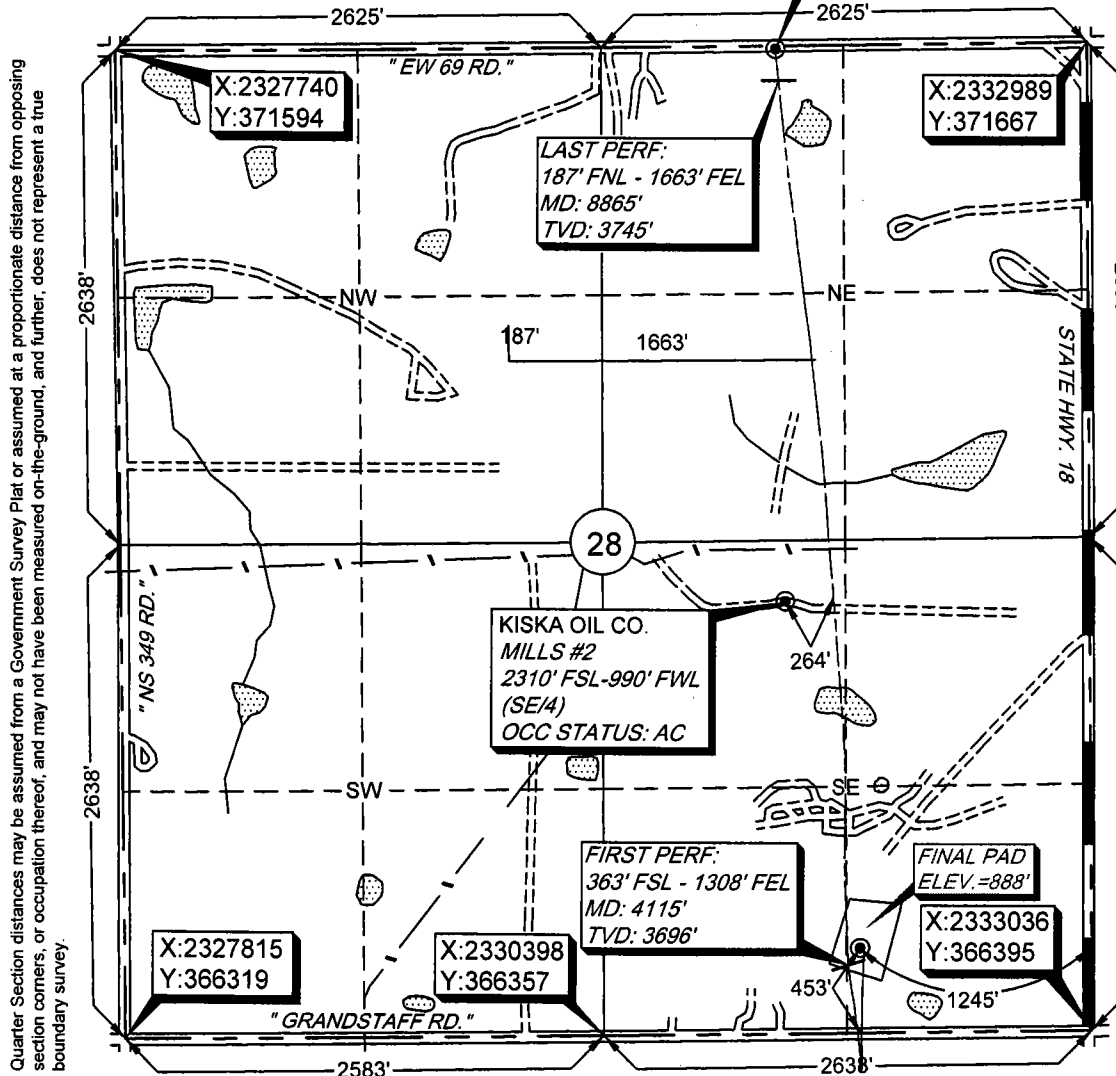 2625'
2625'
"EW 69 RD."
X:2327740
Y:371594
X:2332989
Y:371667
LAST PERF:
187' FNL - 1663' FEL
MD: 8865'
TVD: 3745'
Quarter Section distances may be assumed from a Government Survey Plat or assumed at a proportionate distance from opposing
section corners, or occupation thereof, and may not have been measured on-the-ground, and further, does not represent a true
boundary survey.
2638'
NW
NE
187'
1663'
STATE HWY. 18
28
"NS 349 RD."
KISKA OIL CO.
MILLS #2
2310' FSL-990' FWL
(SE/4)
OCC STATUS: AC
264'
2638'
SW
SE
FIRST PERF:
363' FSL - 1308' FEL
MD: 4115'
TVD: 3696'
FINAL PAD
ELEV.=888'
X:2327815
Y:366319
X:2330398
Y:366357
X:2333036
Y:366395
453'
1245'
"GRANDSTAFF RD."
2583'
2638'